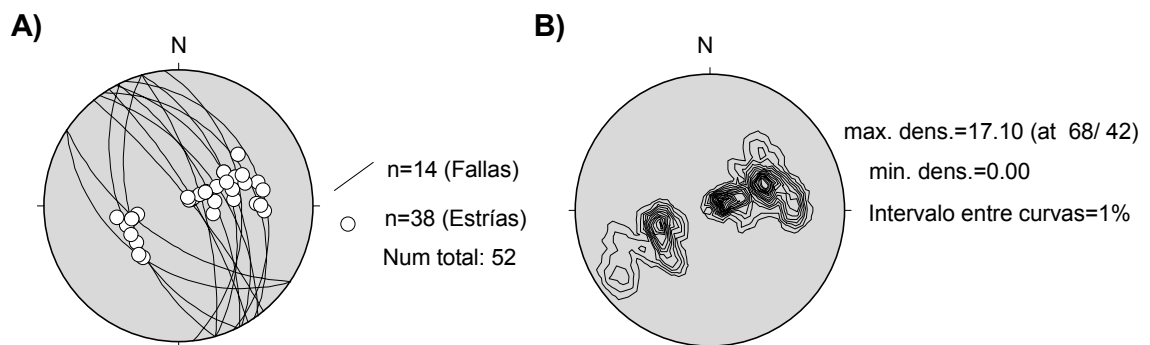 A)
N
n=14 (Fallas)
n=38 (Estrías)
Num total: 52
B)
N
max. dens.=17.10 (at 68/ 42)
min. dens.=0.00
Intervalo entre curvas=1%